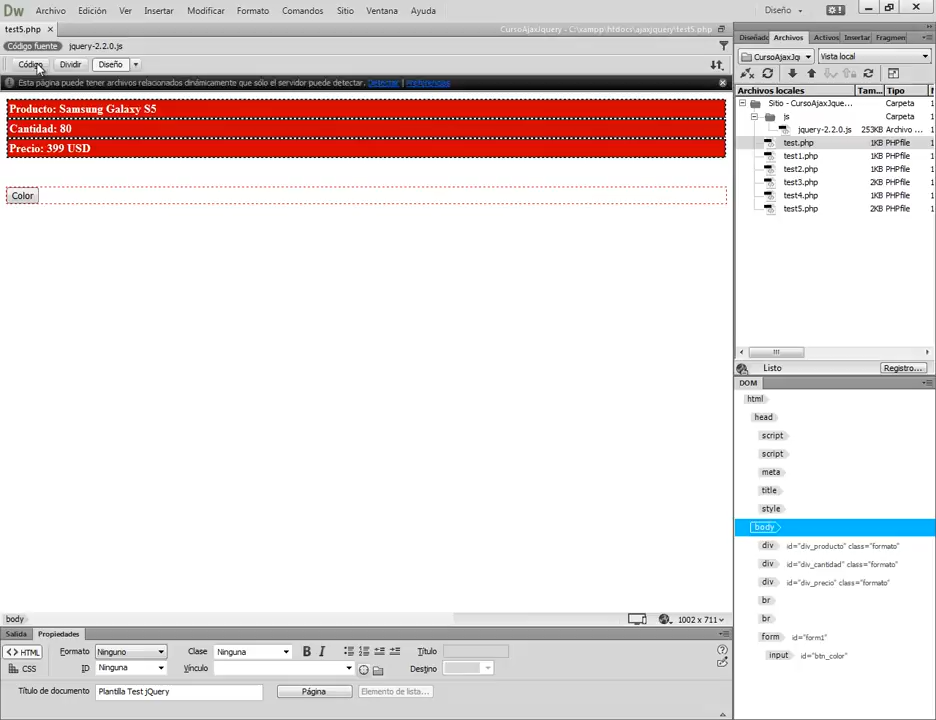 Dw Archivo Edición Ver Insertar Modificar Formato Comandos Sitio Ventana Ayuda Diseño
test5.php CursoAjaxJquery - C:\xampp\htdocs\ajaxjquery\test5.php
Código fuente jquery-2.2.0.js
Código Dividir Diseño
Esta página puede tener archivos relacionados dinámicamente que sólo el servidor puede detectar. Detectar | Preferencias
Producto: Samsung Galaxy S5
Cantidad: 80
Precio: 399 USD
Color
body 1002 x 711
Salida Propiedades
<> HTML Formato Ninguno Clase Ninguna B I Título
CSS ID Ninguna Vínculo Destino
Título de documento Plantilla Test jQuery Página Elemento de lista...
Diseñado Archivos Activos Insertar Fragmen
CursoAjaxJq Vista local
Archivos locales Tam... Tipo
Sitio - CursoAjaxJque... Carpeta
js Carpeta
jquery-2.2.0.js 253KB Archivo ...
test.php 1KB PHPfile
test1.php 1KB PHPfile
test2.php 1KB PHPfile
test3.php 2KB PHPfile
test4.php 1KB PHPfile
test5.php 2KB PHPfile
Listo Registro...
DOM
html
head
script
script
meta
title
style
body
div id="div_producto" class="formato"
div id="div_cantidad" class="formato"
div id="div_precio" class="formato"
br
br
form id="form1"
input id="btn_color"